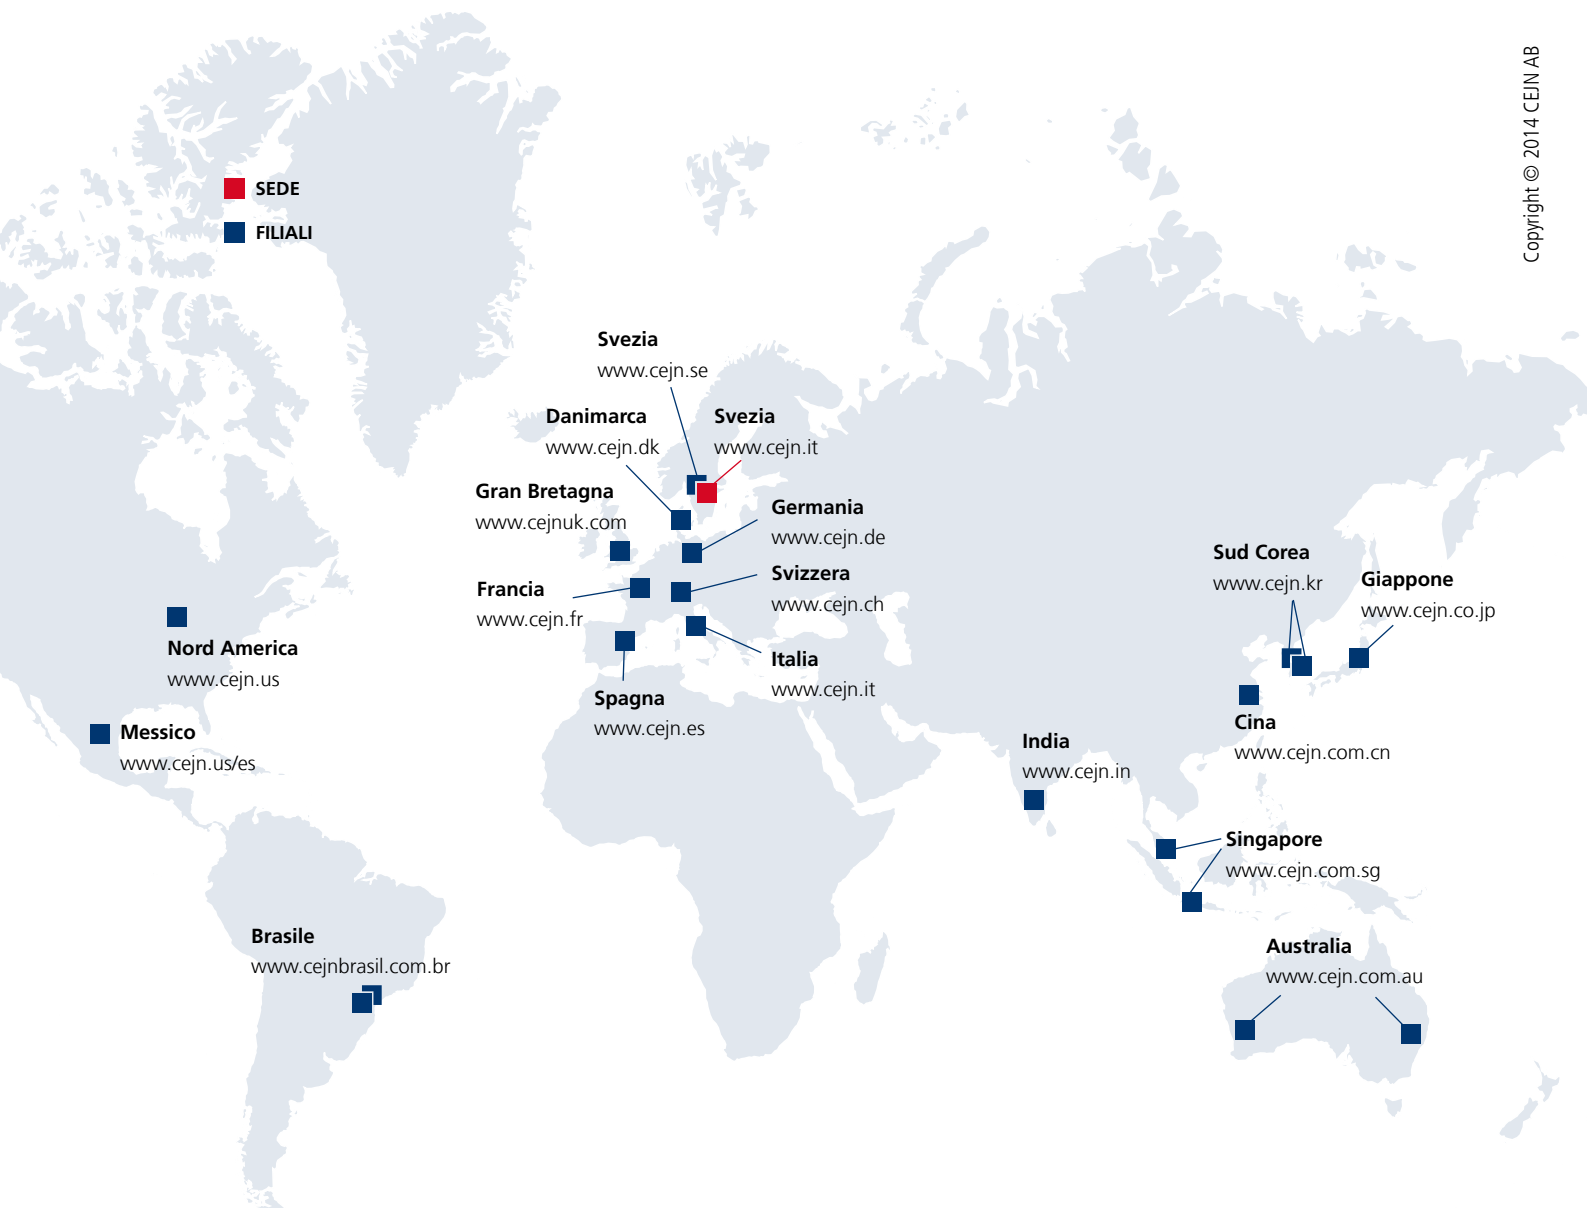 Copyright © 2014 CEJN AB
SEDE
FILIALI
Svezia
www.cejn.se
Danimarca
www.cejn.dk
Svezia
www.cejn.it
Gran Bretagna
www.cejnuk.com
Germania
www.cejn.de
Francia
www.cejn.fr
Svizzera
www.cejn.ch
Italia
www.cejn.it
Spagna
www.cejn.es
Nord America
www.cejn.us
Messico
www.cejn.us/es
Brasile
www.cejnbrasil.com.br
Sud Corea
www.cejn.kr
Giappone
www.cejn.co.jp
Cina
www.cejn.com.cn
India
www.cejn.in
Singapore
www.cejn.com.sg
Australia
www.cejn.com.au